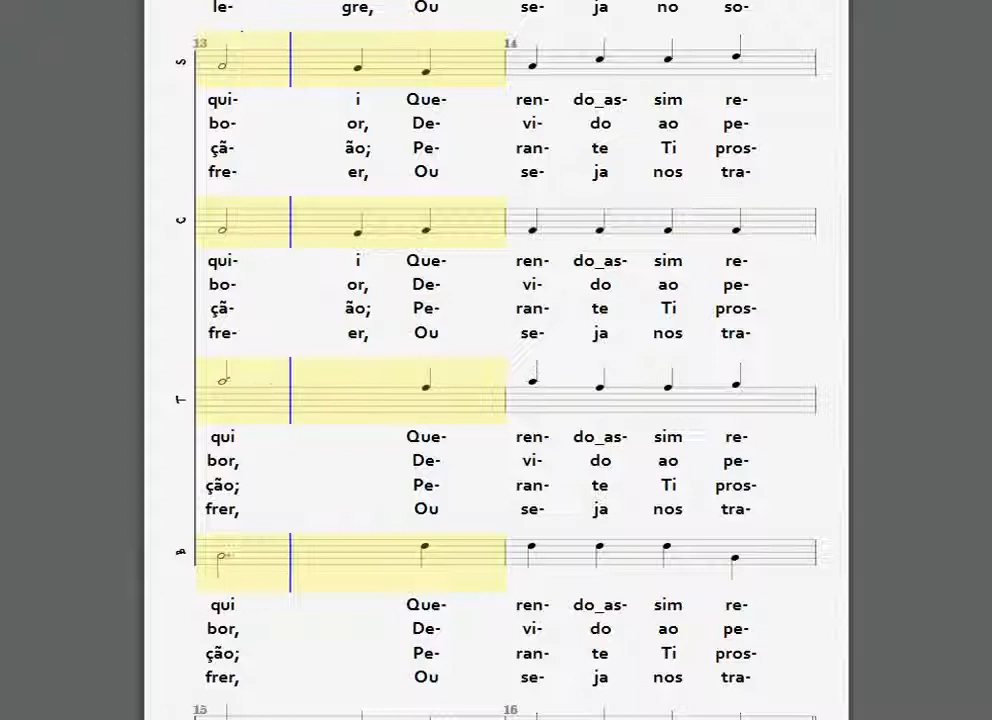 le- gre, Ou se- ja no so-
13 14
S
qui- i Que- ren- do_as- sim re-
bo- or, De- vi- do ao pe-
çã- ão; Pe- ran- te Ti pros-
fre- er, Ou se- ja nos tra-
C
qui- i Que- ren- do_as- sim re-
bo- or, De- vi- do ao pe-
çã- ão; Pe- ran- te Ti pros-
fre- er, Ou se- ja nos tra-
T
qui Que- ren- do_as- sim re-
bor, De- vi- do ao pe-
ção; Pe- ran- te Ti pros-
frer, Ou se- ja nos tra-
B
qui Que- ren- do_as- sim re-
bor, De- vi- do ao pe-
ção; Pe- ran- te Ti pros-
frer, Ou se- ja nos tra-
15 16